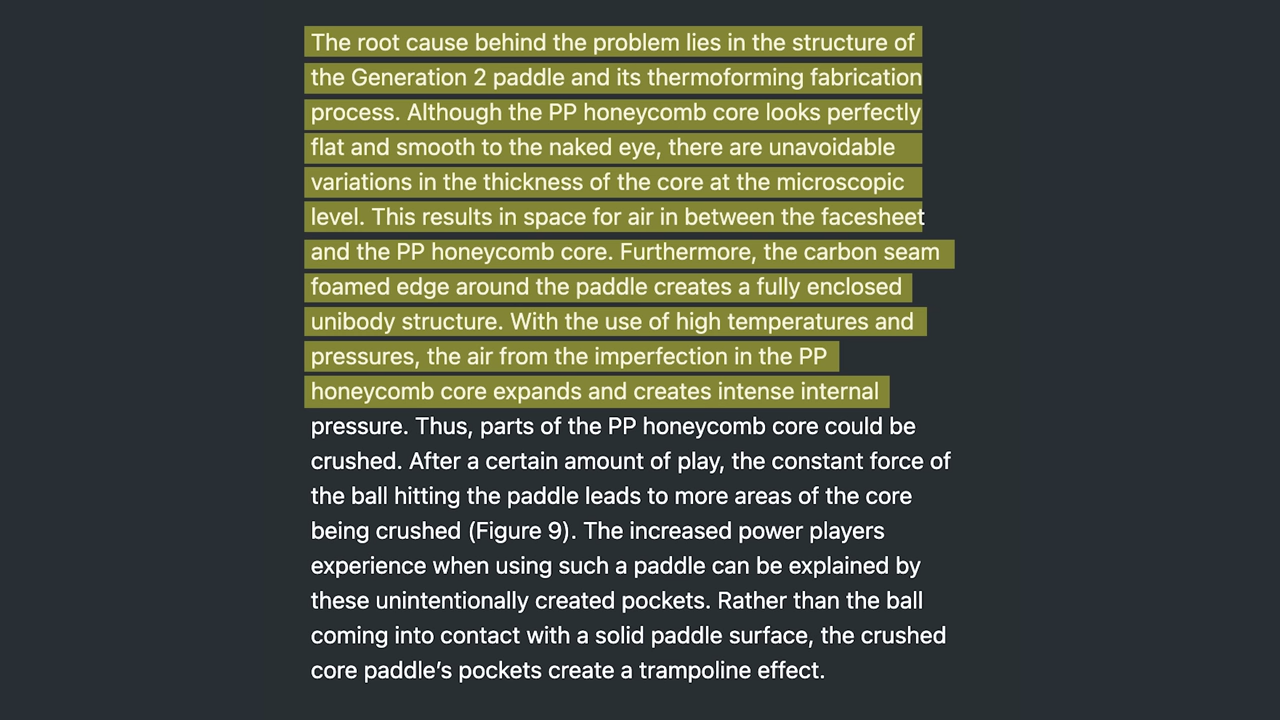 The root cause behind the problem lies in the structure of
the Generation 2 paddle and its thermoforming fabrication
process. Although the PP honeycomb core looks perfectly
flat and smooth to the naked eye, there are unavoidable
variations in the thickness of the core at the microscopic
level. This results in space for air in between the facesheet
and the PP honeycomb core. Furthermore, the carbon seam
foamed edge around the paddle creates a fully enclosed
unibody structure. With the use of high temperatures and
pressures, the air from the imperfection in the PP
honeycomb core expands and creates intense internal
pressure. Thus, parts of the PP honeycomb core could be
crushed. After a certain amount of play, the constant force of
the ball hitting the paddle leads to more areas of the core
being crushed (Figure 9). The increased power players
experience when using such a paddle can be explained by
these unintentionally created pockets. Rather than the ball
coming into contact with a solid paddle surface, the crushed
core paddle’s pockets create a trampoline effect.